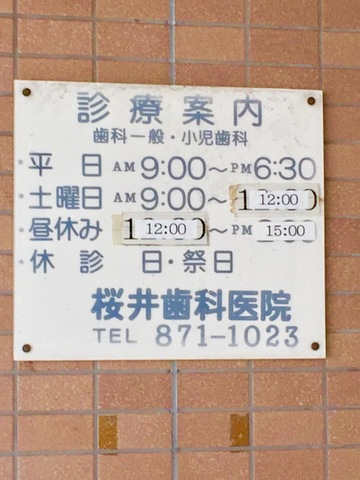 診療案内
歯科一般・小児歯科
・平日 AM 9:00～PM 6:30
・土曜日 AM 9:00～12:00
・昼休み 12:00～PM 15:00
・休診 日・祭日
桜井歯科医院
TEL 871-1023